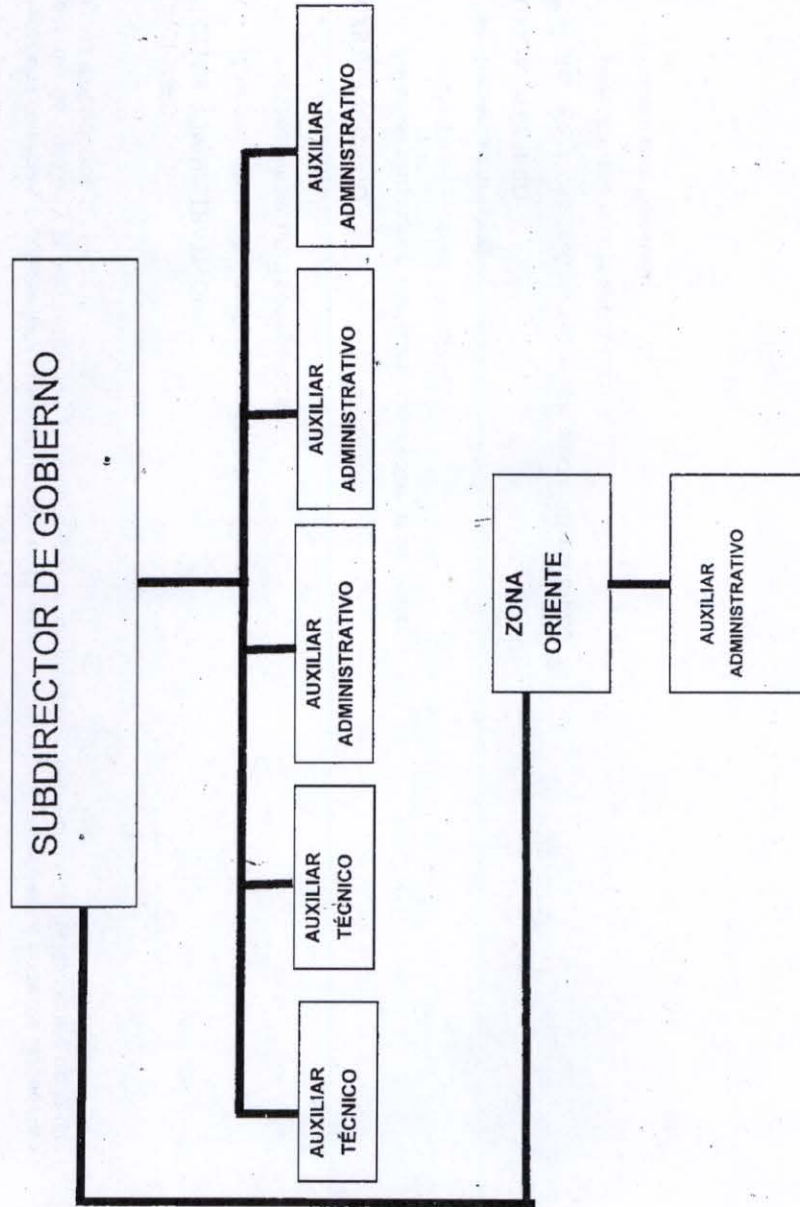 SUBDIRECTOR DE GOBIERNO
AUXILIAR
TÉCNICO
AUXILIAR
TÉCNICO
AUXILIAR
ADMINISTRATIVO
AUXILIAR
ADMINISTRATIVO
AUXILIAR
ADMINISTRATIVO
ZONA
ORIENTE
AUXILIAR
ADMINISTRATIVO